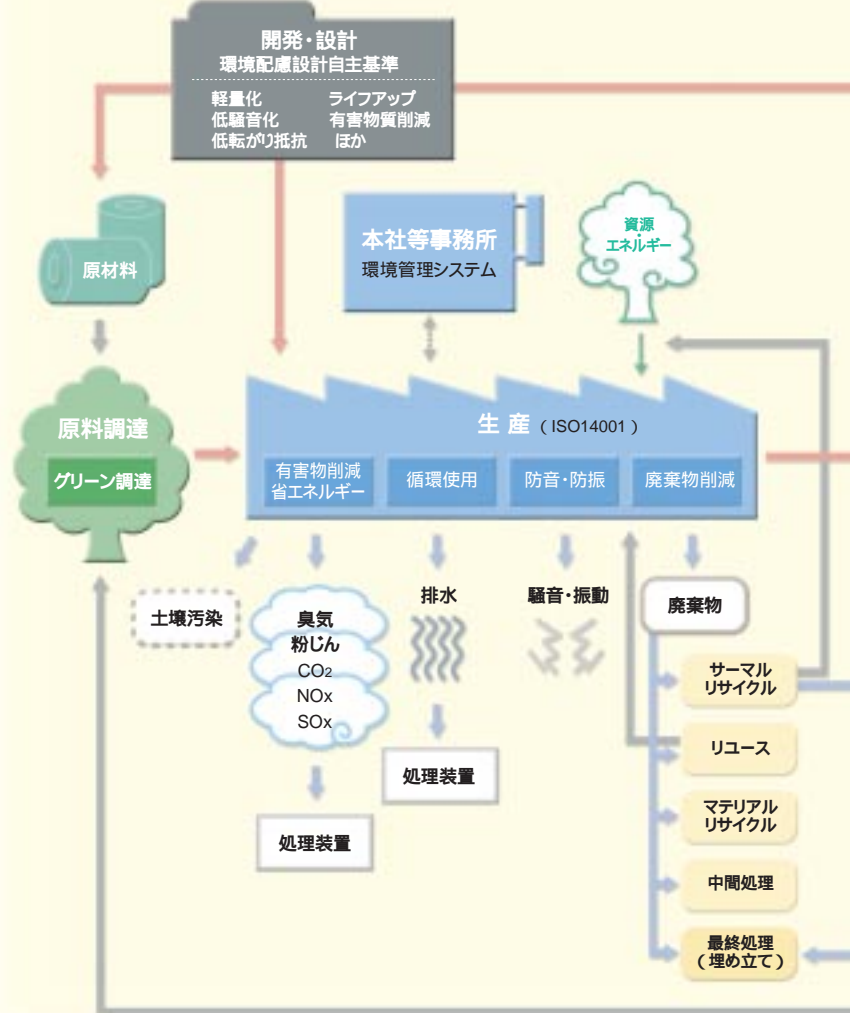 開発・設計
環境配慮設計自主基準
軽量化 ライフアップ
低騒音化 有害物質削減
低転がり抵抗 ほか
本社等事務所
環境管理システム
資源
・
エネルギー
原材料
原料調達
グリーン調達
生 産 ( ISO14001 )
有害物削減
省エネルギー
循環使用
防音・防振
廃棄物削減
土壌汚染
臭気
粉じん
CO2
NOx
SOx
処理装置
排水
処理装置
騒音・振動
廃棄物
サーマル
リサイクル
リユース
マテリアル
リサイクル
中間処理
最終処理
( 埋め立て )